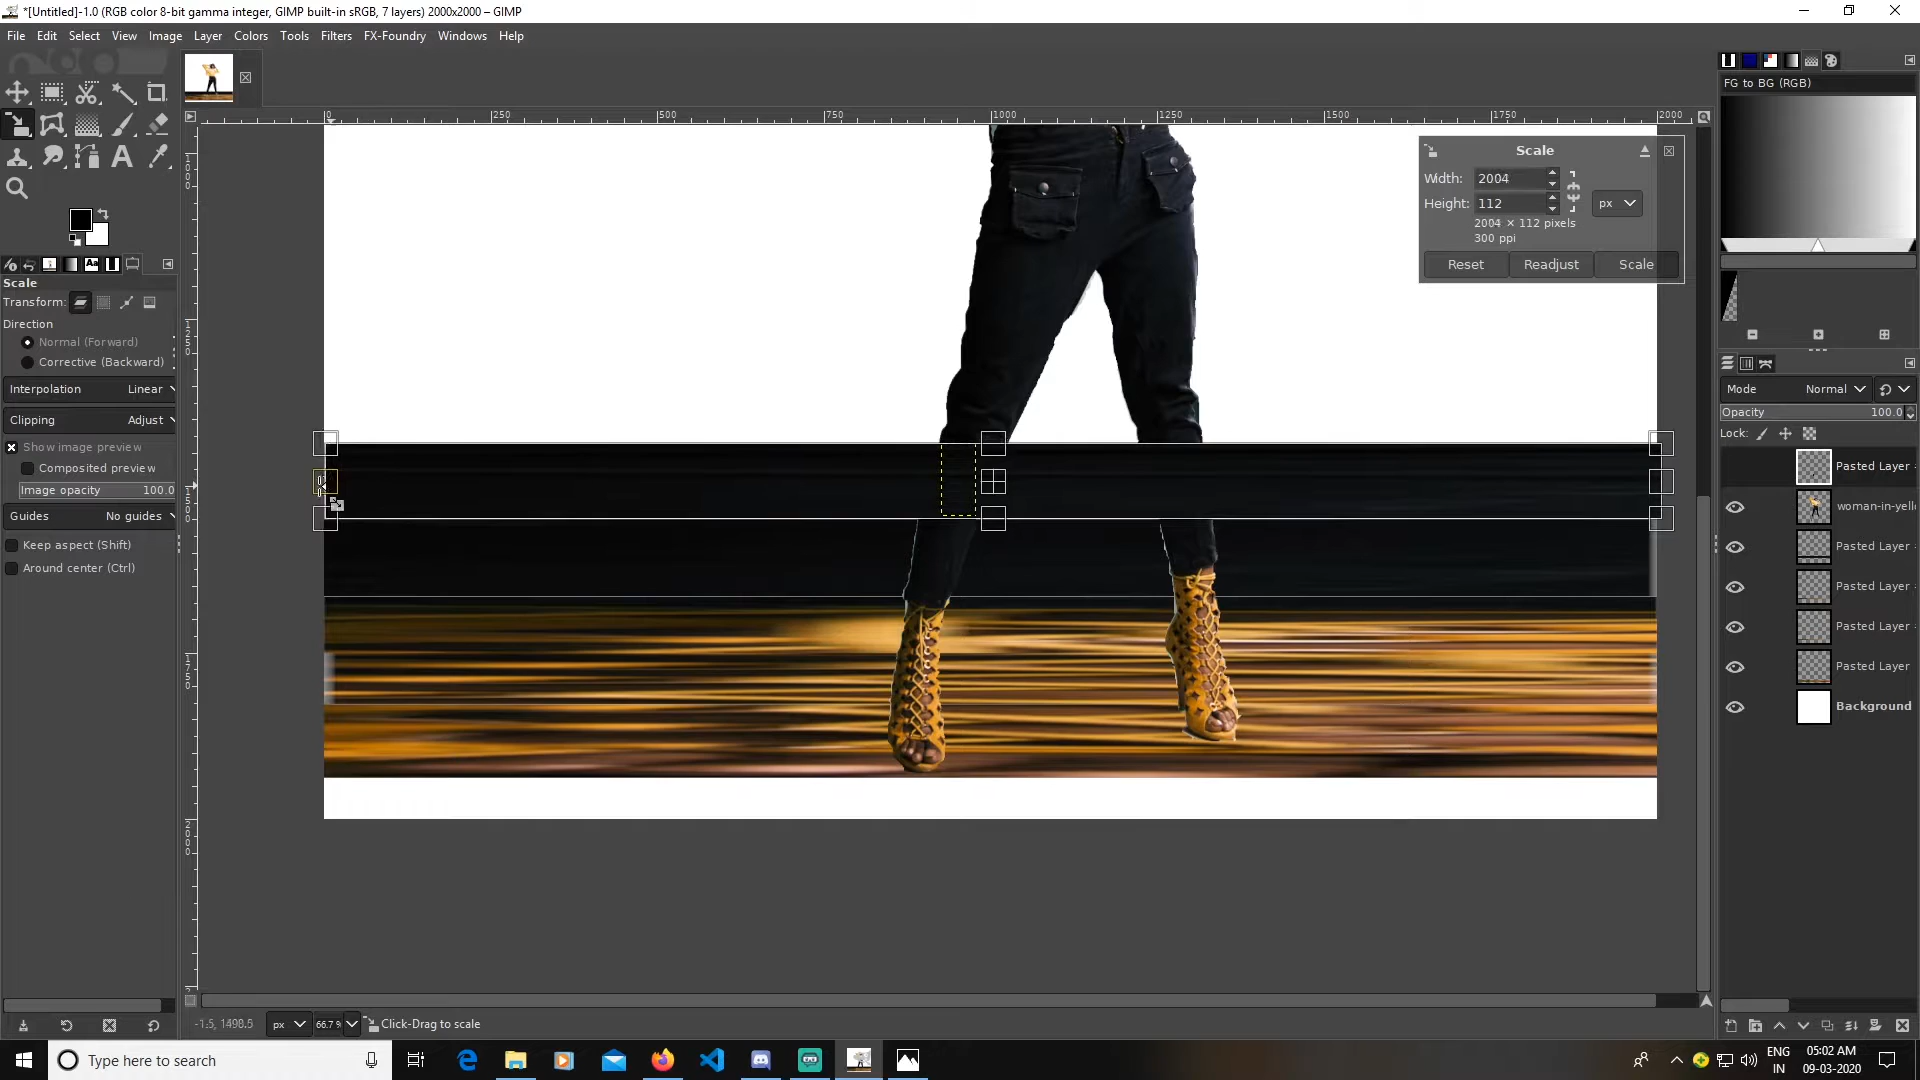 *[Untitled]-1.0 (RGB color 8-bit gamma integer, GIMP built-in sRGB, 7 layers) 2000x2000 – GIMP
File Edit Select View Image Layer Colors Tools Filters FX-Foundry Windows Help
FG to BG (RGB)
0 250 500 750 1000 1250 1500 1750 2000
Scale
Width: 2004
Height: 112 px
2004 × 112 pixels
300 ppi
Reset Readjust Scale
Scale
Transform:
Direction
Normal (Forward)
Corrective (Backward)
Interpolation Linear
Clipping Adjust
Show image preview
Composited preview
Image opacity 100.0
Guides No guides
Keep aspect (Shift)
Around center (Ctrl)
Mode Normal
Opacity 100.0
Lock:
Pasted Layer
woman-in-yell
Pasted Layer
Pasted Layer
Pasted Layer
Pasted Layer
Background
-1.5, 1498.5 px 66.7 % Click-Drag to scale
Type here to search
ENG
IN
05:02 AM
09-03-2020